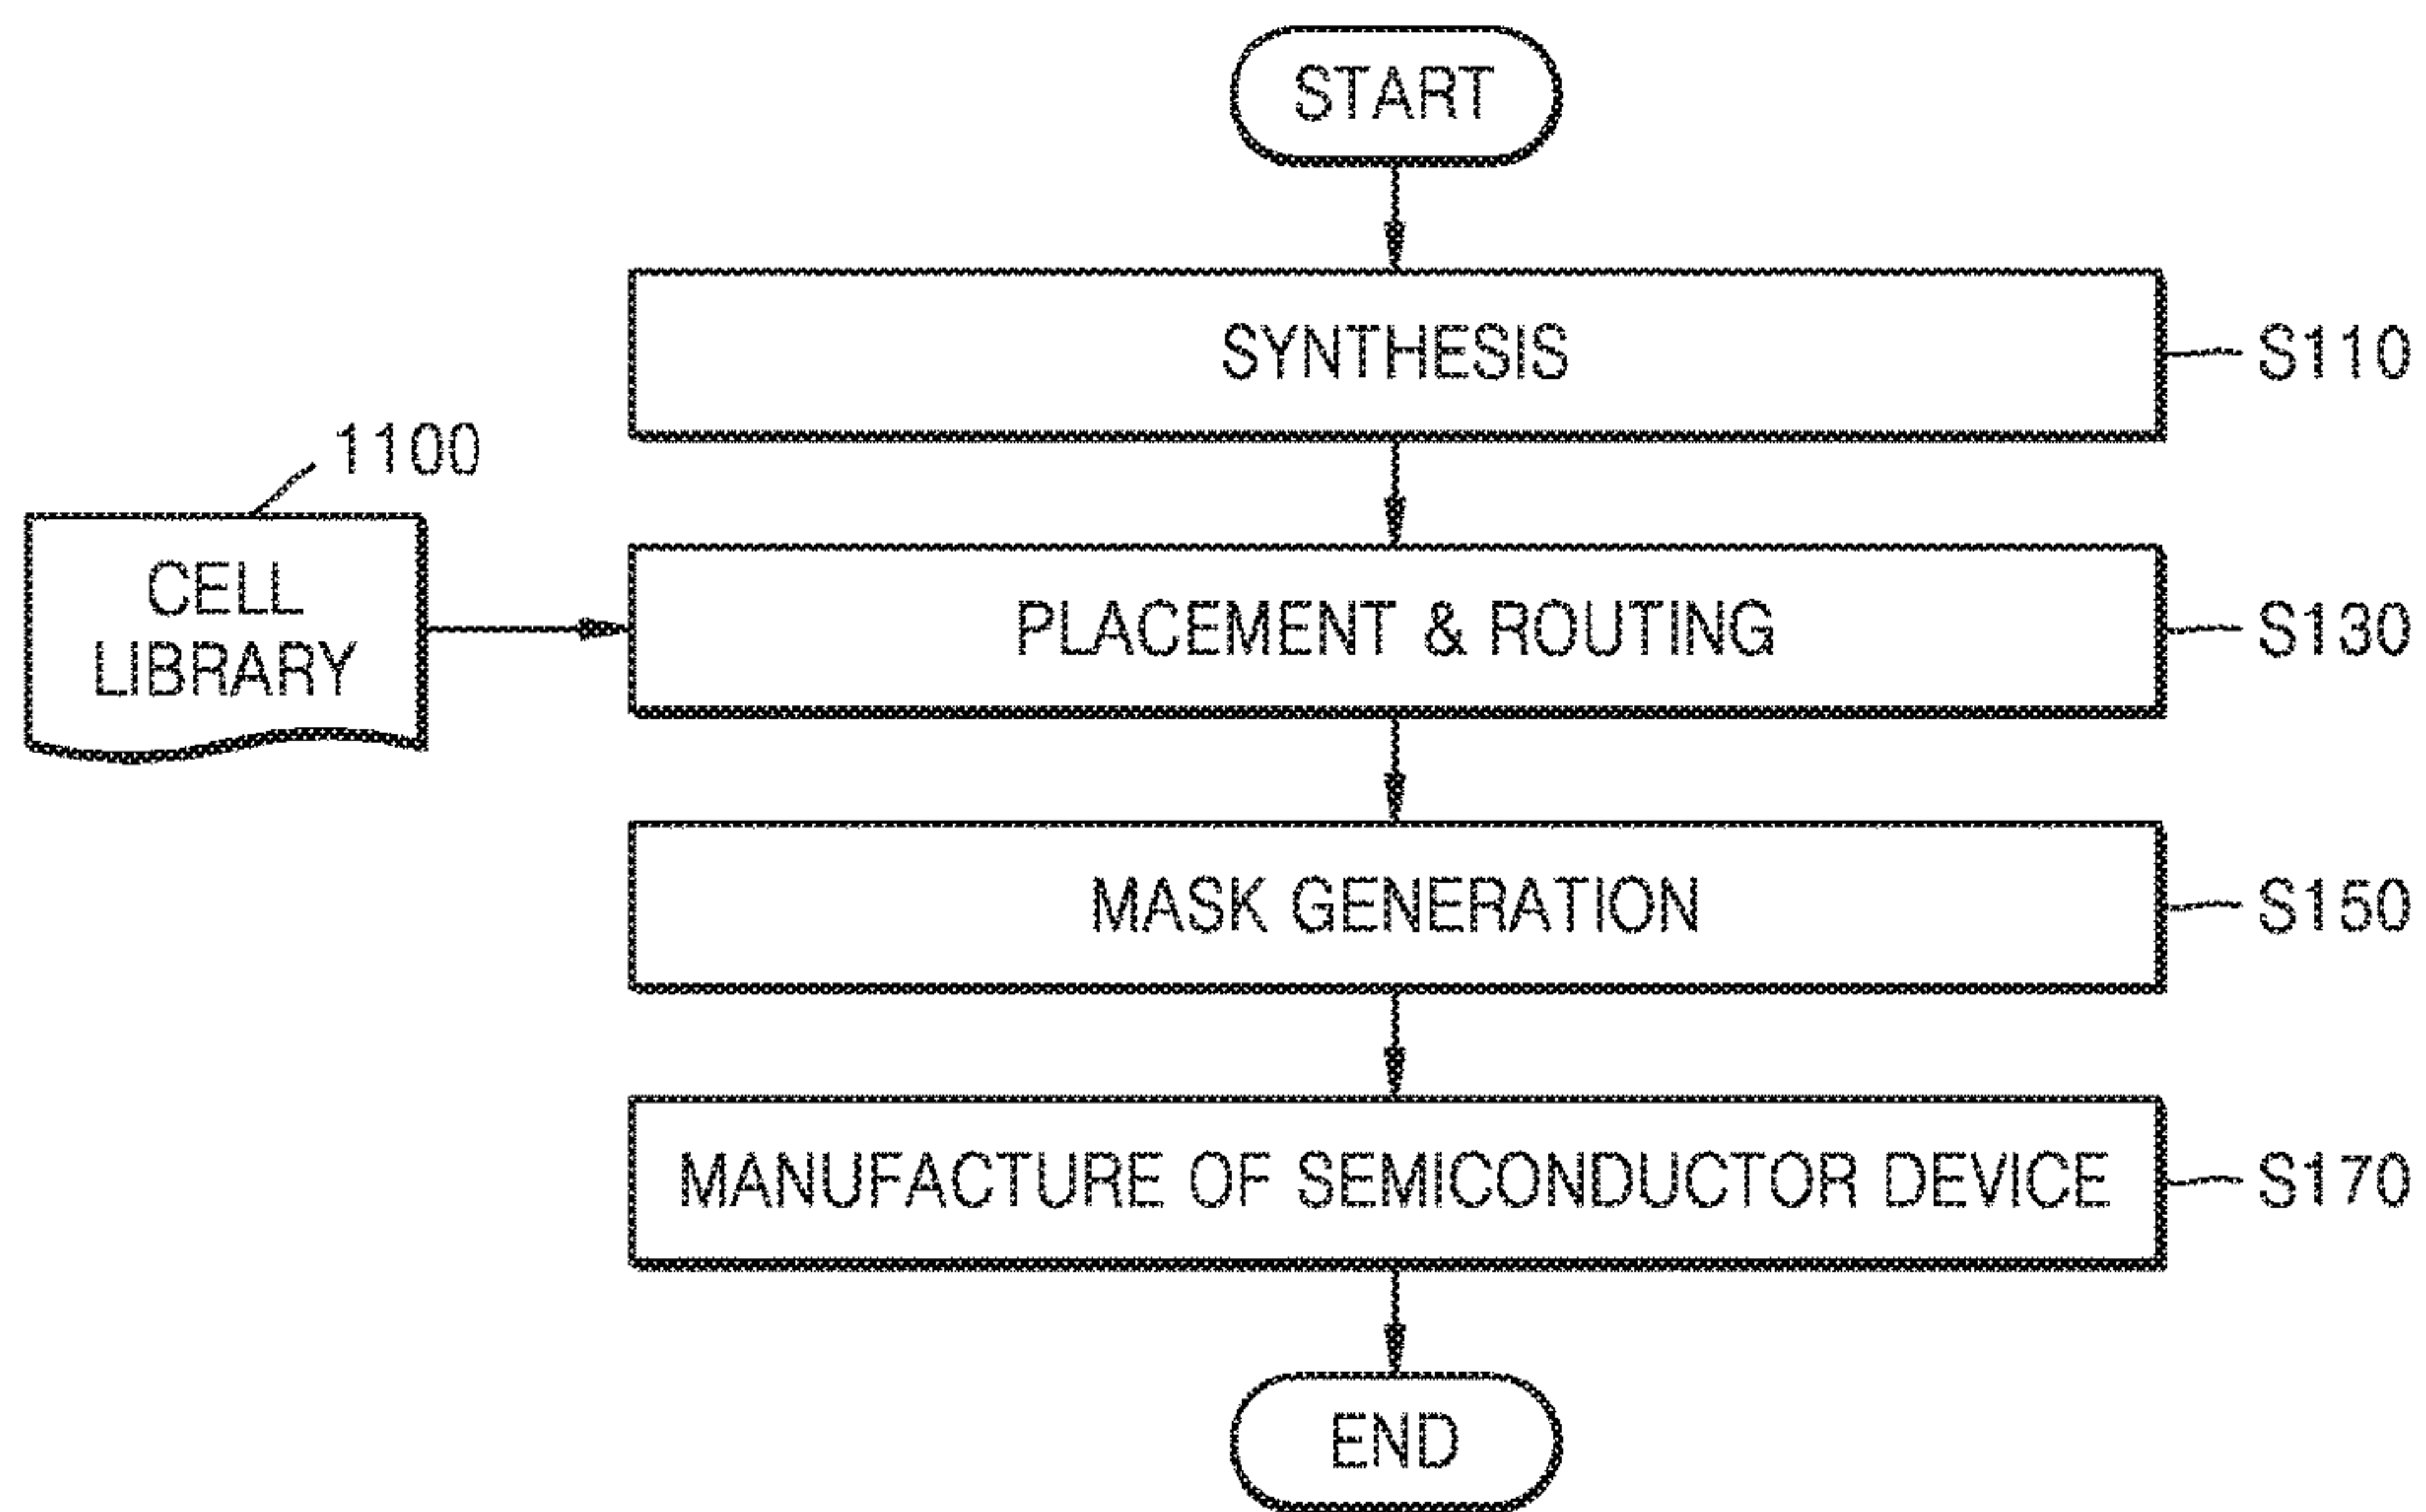 START
SYNTHESIS
S110
1100
CELL
LIBRARY
PLACEMENT & ROUTING
S130
MASK GENERATION
S150
MANUFACTURE OF SEMICONDUCTOR DEVICE
S170
END